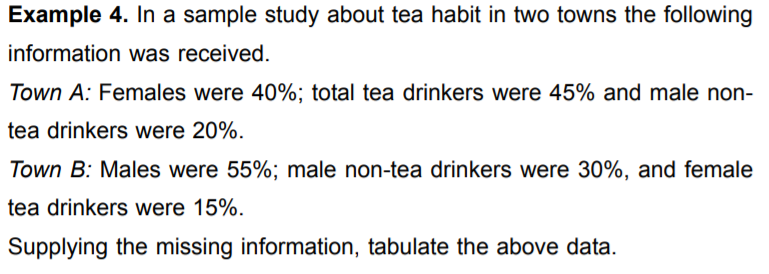 Example 4. In a sample study about tea habit in two towns the following
information was received.
Town A: Females were 40%; total tea drinkers were 45% and male non-
tea drinkers were 20%.
Town B: Males were 55%; male non-tea drinkers were 30%, and female
tea drinkers were 15%.
Supplying the missing information, tabulate the above data.